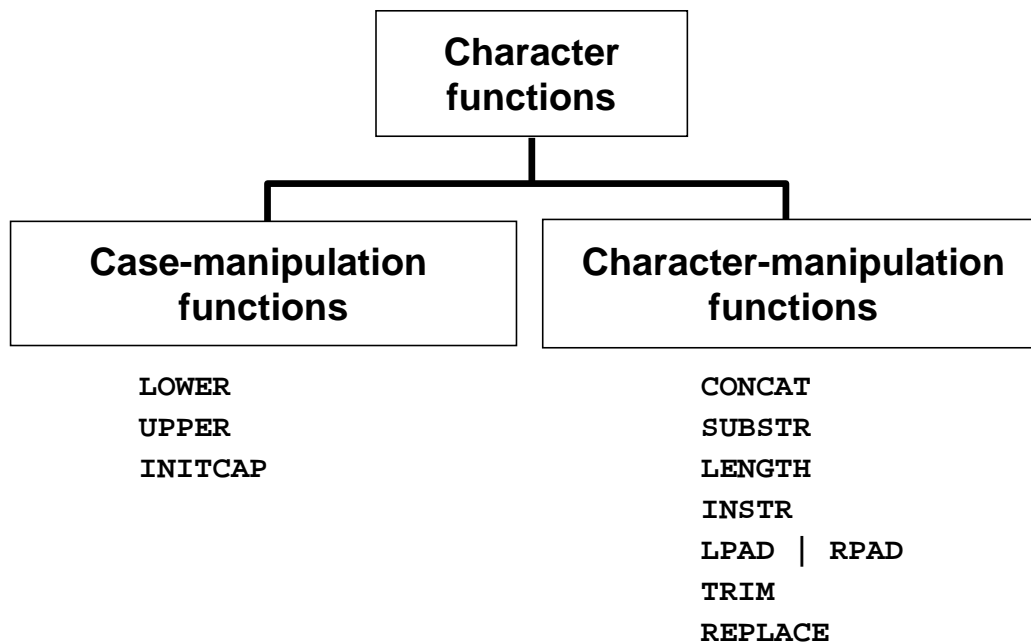 Character
functions
Case-manipulation
functions
Character-manipulation
functions
LOWER
UPPER
INITCAP
CONCAT
SUBSTR
LENGTH
INSTR
LPAD | RPAD
TRIM
REPLACE